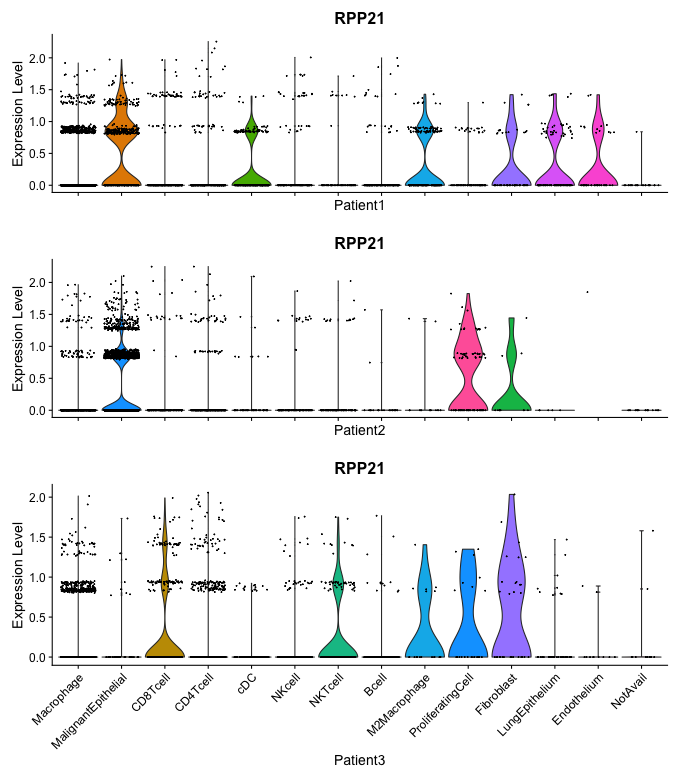 RPP21
Expression Level
2.0
1.5
1.0
0.5
0.0
Patient1
RPP21
Expression Level
2.0
1.5
1.0
0.5
0.0
Patient2
RPP21
Expression Level
2.0
1.5
1.0
0.5
0.0
Macrophage
MalignantEpithelial
CD8Tcell
CD4Tcell
cDC
NKcell
NKTcell
Bcell
M2Macrophage
ProliferatingCell
Fibroblast
LungEpithelium
Endothelium
NotAvail
Patient3